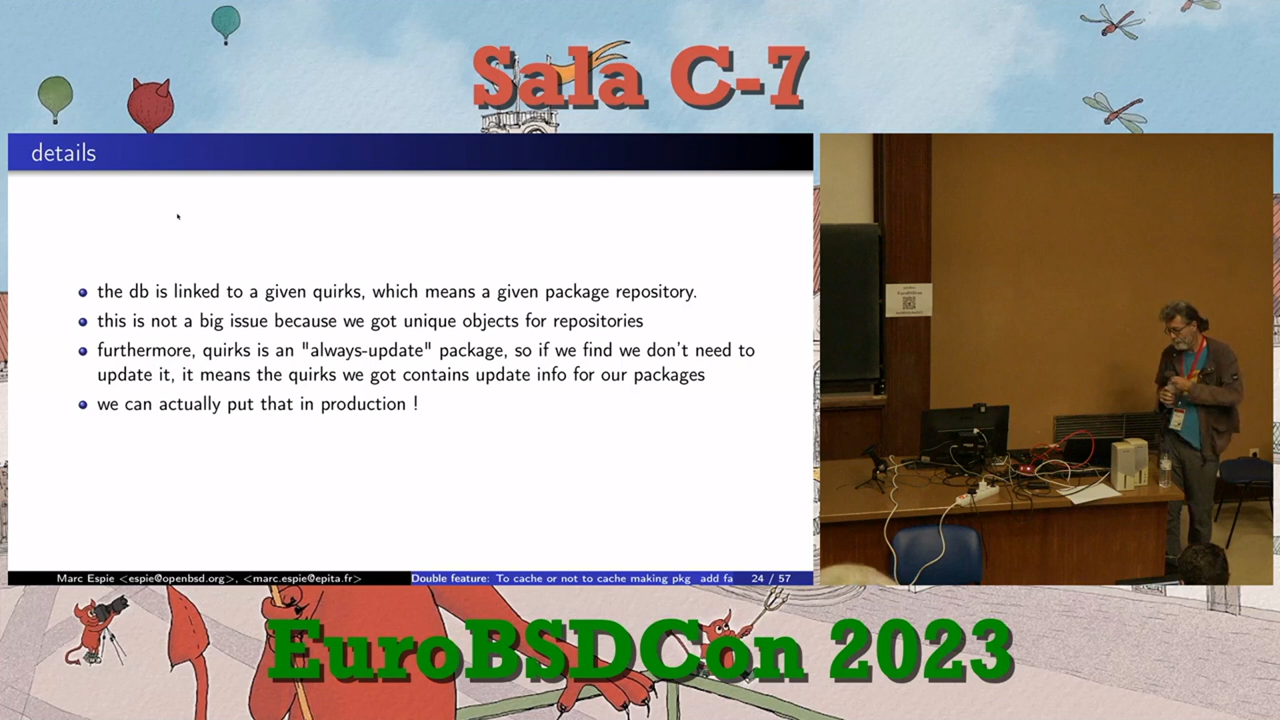 Sala C-7
details
the db is linked to a given quirks, which means a given package repository.
this is not a big issue because we got unique objects for repositories
furthermore, quirks is an "always-update" package, so if we find we don't need to
update it, it means the quirks we got contains update info for our packages
we can actually put that in production !
Marc Espie <espie@openbsd.org>, <marc.espie@epita.fr>
Double feature: To cache or not to cache making pkg_add fa
24 / 57
EuroBSDCon 2023